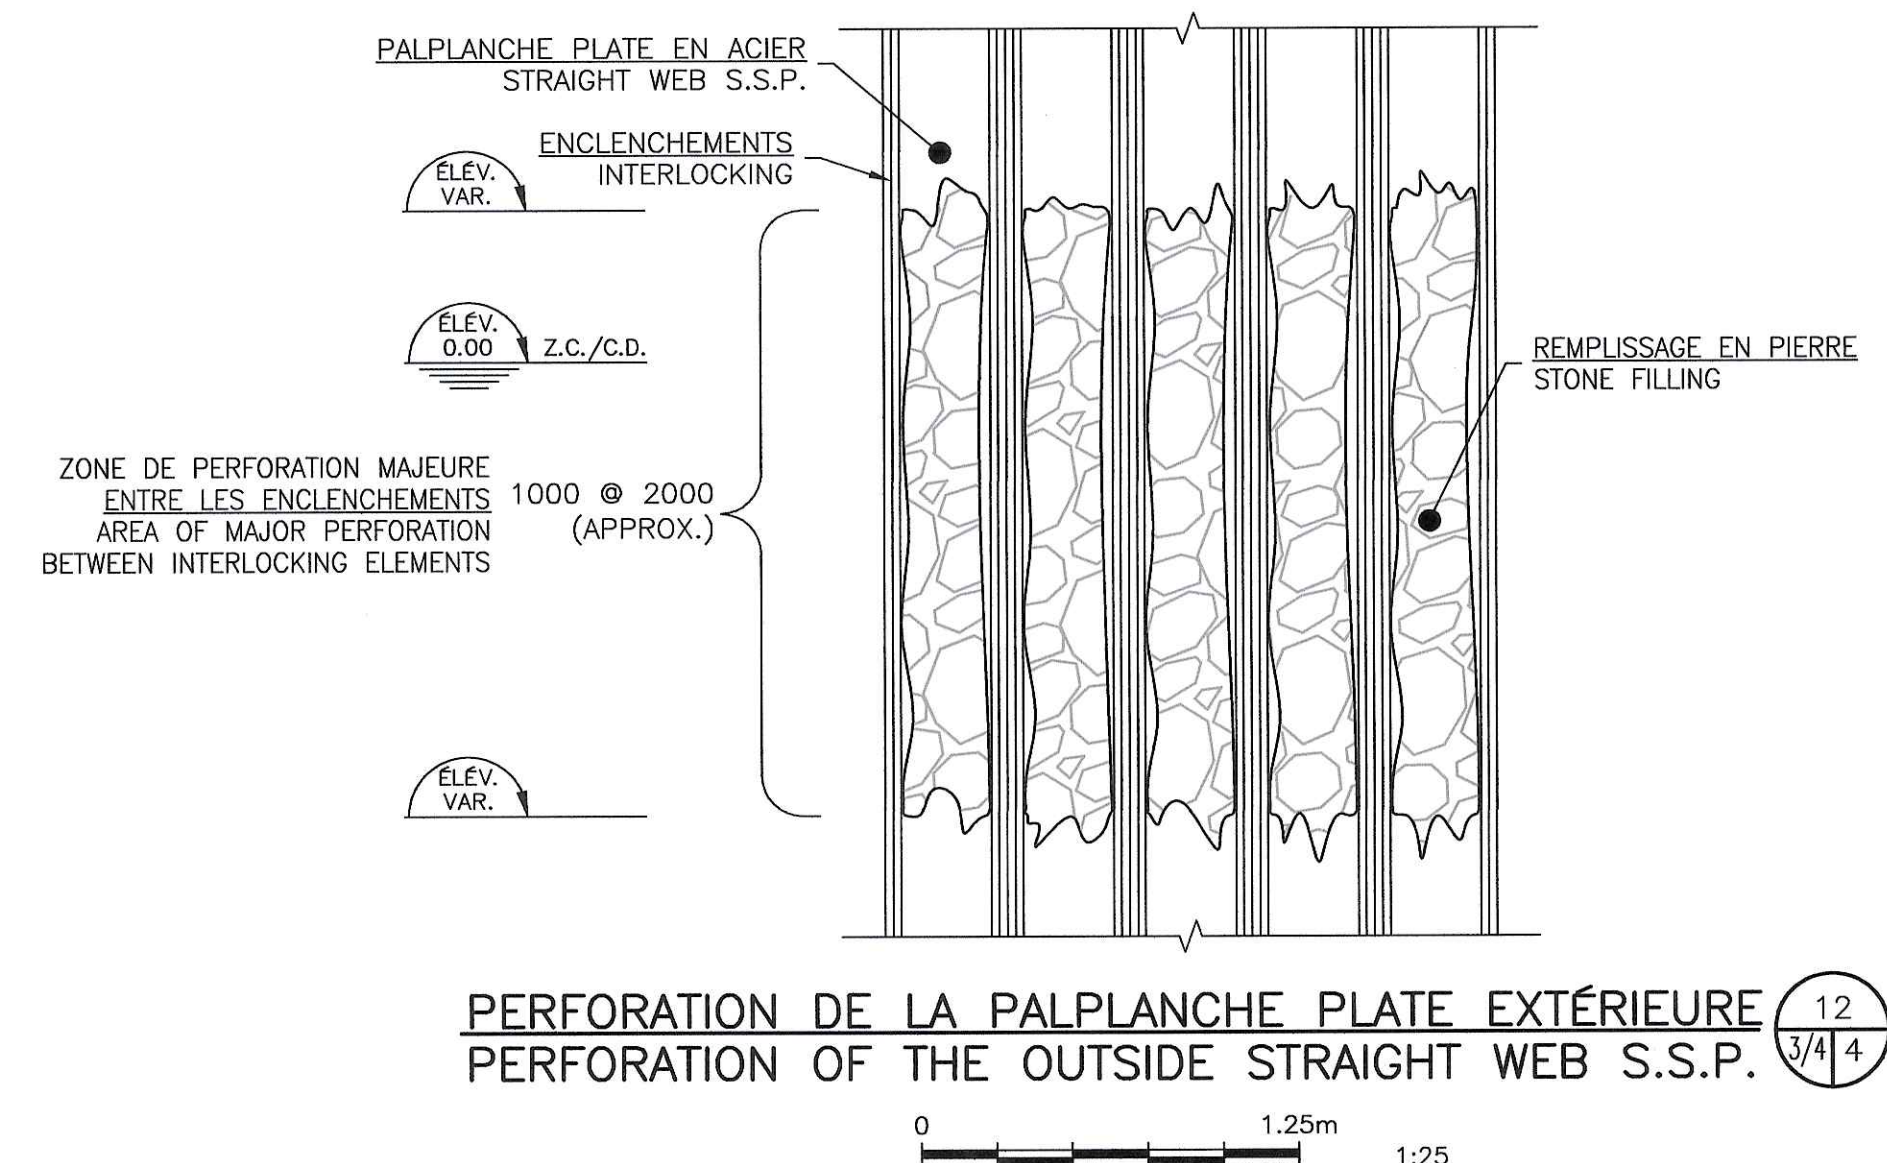 PALPLANCHE PLATE EN ACIER
STRAIGHT WEB S.S.P.
ENCLENCHEMENTS
INTERLOCKING
ÉLÉV.
VAR.
ÉLÉV.
0.00
Z.C./C.D.
REMPLISSAGE EN PIERRE
STONE FILLING
ZONE DE PERFORATION MAJEURE
ENTRE LES ENCLENCHEMENTS
AREA OF MAJOR PERFORATION
BETWEEN INTERLOCKING ELEMENTS
1000 @ 2000
(APPROX.)
ÉLÉV.
VAR.
PERFORATION DE LA PALPLANCHE PLATE EXTÉRIEURE
PERFORATION OF THE OUTSIDE STRAIGHT WEB S.S.P.
12
3/4 4
0 1.25m
1:25